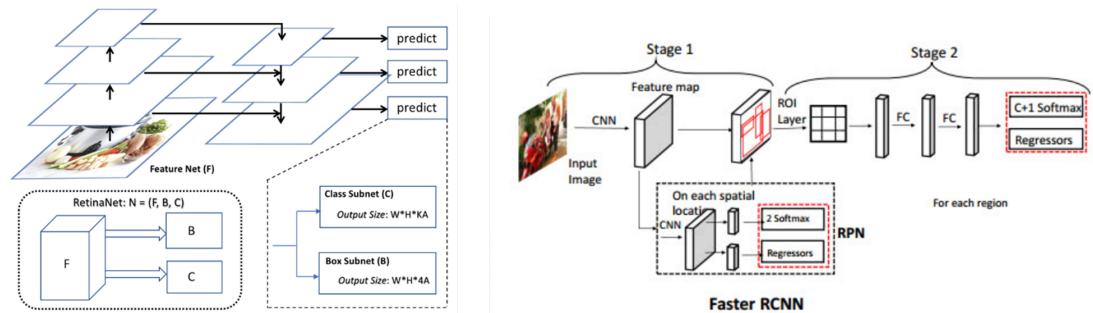 predict
predict
predict
Feature Net (F)
RetinaNet: N = (F, B, C)
F
B
C
Class Subnet (C)
Output Size: W*H*KA
Box Subnet (B)
Output Size: W*H*4A
Stage 1
Stage 2
Feature map
CNN
Input
Image
ROI
Layer
FC
FC
C+1 Softmax
Regressors
On each spatial
location
CNN
2 Softmax
Regressors
RPN
For each region
Faster RCNN